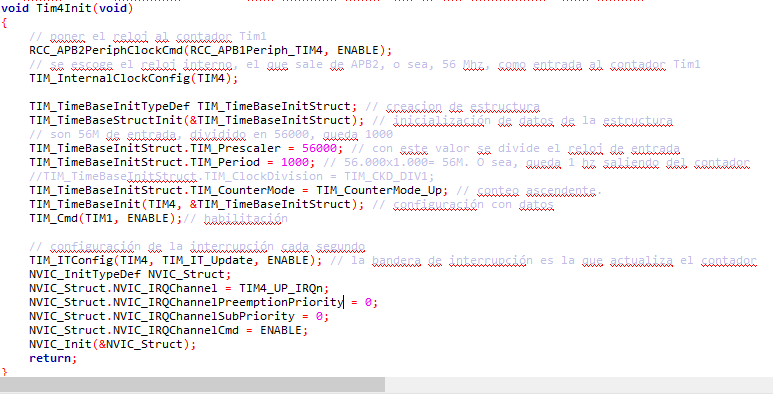 void Tim4Init(void)
{
// poner el reloj al contador Tim1
RCC_APB2PeriphClockCmd(RCC_APB1Periph_TIM4, ENABLE);
// se escoge el reloj interno, el que sale de APB2, o sea, 56 Mhz, como entrada al contador Tim1
TIM_InternalClockConfig(TIM4);
TIM_TimeBaseInitTypeDef TIM_TimeBaseInitStruct; // creacion de estructura
TIM_TimeBaseStructInit(&TIM_TimeBaseInitStruct); // inicialización de datos de la estructura
// son 56M de entrada, dividido en 56000, queda 1000
TIM_TimeBaseInitStruct.TIM_Prescaler = 56000; // con este valor se divide el reloj de entrada
TIM_TimeBaseInitStruct.TIM_Period = 1000; // 56.000x1.000= 56M. O sea, queda 1 hz saliendo del contador
//TIM_TimeBaseInitStruct.TIM_ClockDivision = TIM_CKD_DIV1;
TIM_TimeBaseInitStruct.TIM_CounterMode = TIM_CounterMode_Up; // conteo ascendente.
TIM_TimeBaseInit(TIM4, &TIM_TimeBaseInitStruct); // configuración con datos
TIM_Cmd(TIM1, ENABLE);// habilitación
// configuración de la interrupción cada segundo
TIM_ITConfig(TIM4, TIM_IT_Update, ENABLE); // la bandera de interrupción es la que actualiza el contador
NVIC_InitTypeDef NVIC_Struct;
NVIC_Struct.NVIC_IRQChannel = TIM4_UP_IRQn;
NVIC_Struct.NVIC_IRQChannelPreemptionPriority = 0;
NVIC_Struct.NVIC_IRQChannelSubPriority = 0;
NVIC_Struct.NVIC_IRQChannelCmd = ENABLE;
NVIC_Init(&NVIC_Struct);
return;
}